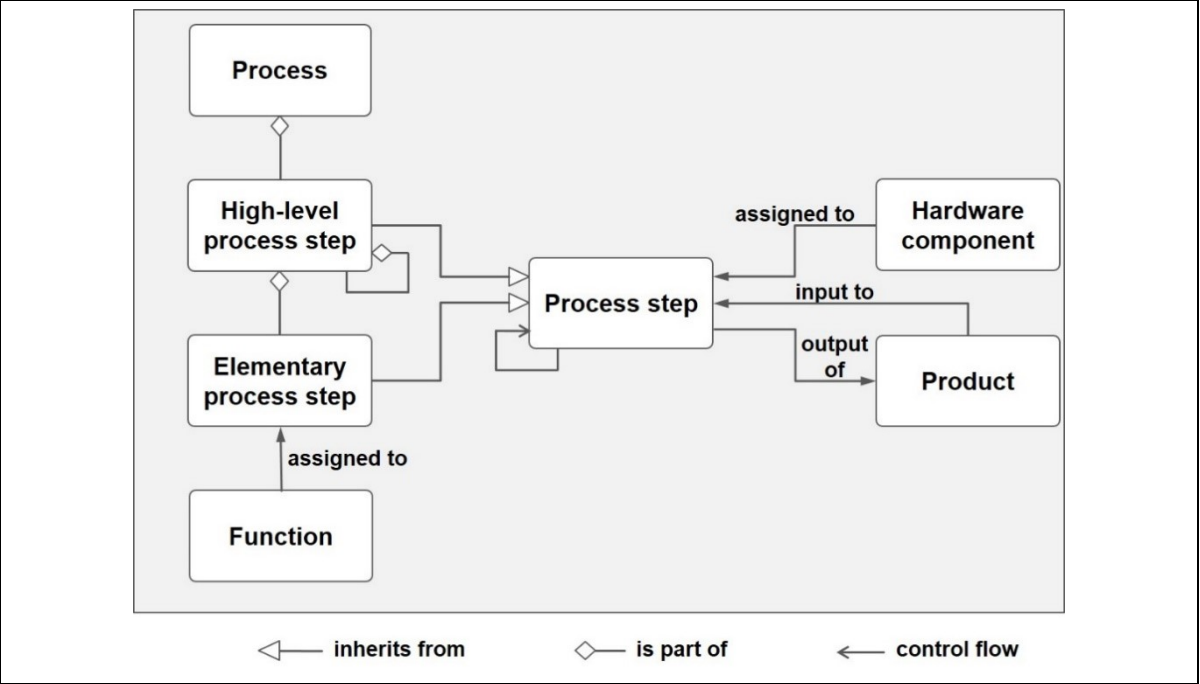 Process
High-level
process step
Elementary
process step
assigned to
Function
Process step
assigned to
input to
output
of
Hardware
component
Product
inherits from
is part of
control flow